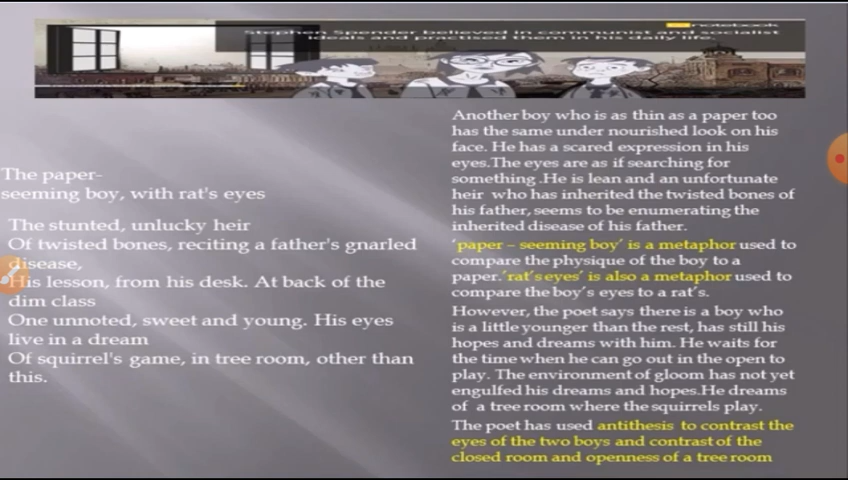 notebook
Stephen Spender believed in communist and socialist
ideals and practised them in his daily life.
The paper-
seeming boy, with rat's eyes
The stunted, unlucky heir
Of twisted bones, reciting a father's gnarled
disease,
His lesson, from his desk. At back of the
dim class
One unnoted, sweet and young. His eyes
live in a dream
Of squirrel's game, in tree room, other than
this.
Another boy who is as thin as a paper too
has the same under nourished look on his
face. He has a scared expression in his
eyes.The eyes are as if searching for
something .He is lean and an unfortunate
heir who has inherited the twisted bones of
his father, seems to be enumerating the
inherited disease of his father.
'paper – seeming boy' is a metaphor used to
compare the physique of the boy to a
paper.'rat's eyes' is also a metaphor used to
compare the boy's eyes to a rat's.
However, the poet says there is a boy who
is a little younger than the rest, has still his
hopes and dreams with him. He waits for
the time when he can go out in the open to
play. The environment of gloom has not yet
engulfed his dreams and hopes.He dreams
of a tree room where the squirrels play.
The poet has used antithesis to contrast the
eyes of the two boys and contrast of the
closed room and openness of a tree room